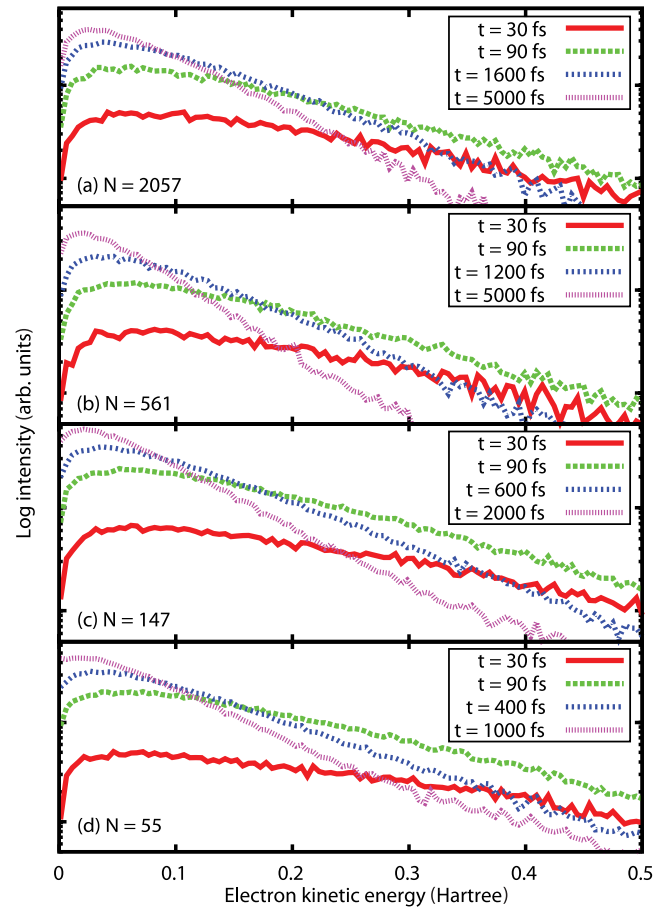 t = 30 fs
t = 90 fs
t = 1600 fs
t = 5000 fs
(a) N = 2057
t = 30 fs
t = 90 fs
t = 1200 fs
t = 5000 fs
(b) N = 561
t = 30 fs
t = 90 fs
t = 600 fs
t = 2000 fs
(c) N = 147
t = 30 fs
t = 90 fs
t = 400 fs
t = 1000 fs
(d) N = 55
Log intensity (arb. units)
0 0.1 0.2 0.3 0.4 0.5
Electron kinetic energy (Hartree)